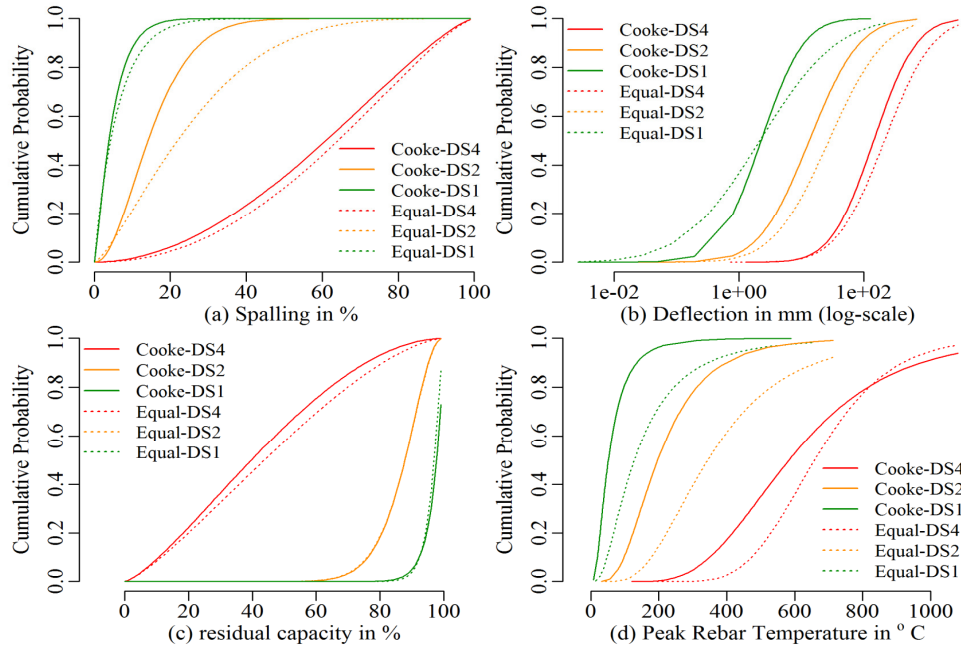 Cumulative Probability
1.0
0.8
0.6
0.4
0.2
0.0
Cooke-DS4
Cooke-DS2
Cooke-DS1
Equal-DS4
Equal-DS2
Equal-DS1
0 20 40 60 80 100
(a) Spalling in %
Cumulative Probability
1.0
0.8
0.6
0.4
0.2
0.0
Cooke-DS4
Cooke-DS2
Cooke-DS1
Equal-DS4
Equal-DS2
Equal-DS1
1e-02 1e+00 1e+02
(b) Deflection in mm (log-scale)
Cumulative Probability
1.0
0.8
0.6
0.4
0.2
0.0
Cooke-DS4
Cooke-DS2
Cooke-DS1
Equal-DS4
Equal-DS2
Equal-DS1
0 20 40 60 80 100
(c) residual capacity in %
Cumulative Probability
1.0
0.8
0.6
0.4
0.2
0.0
Cooke-DS4
Cooke-DS2
Cooke-DS1
Equal-DS4
Equal-DS2
Equal-DS1
0 200 400 600 800 1000
(d) Peak Rebar Temperature in ° C